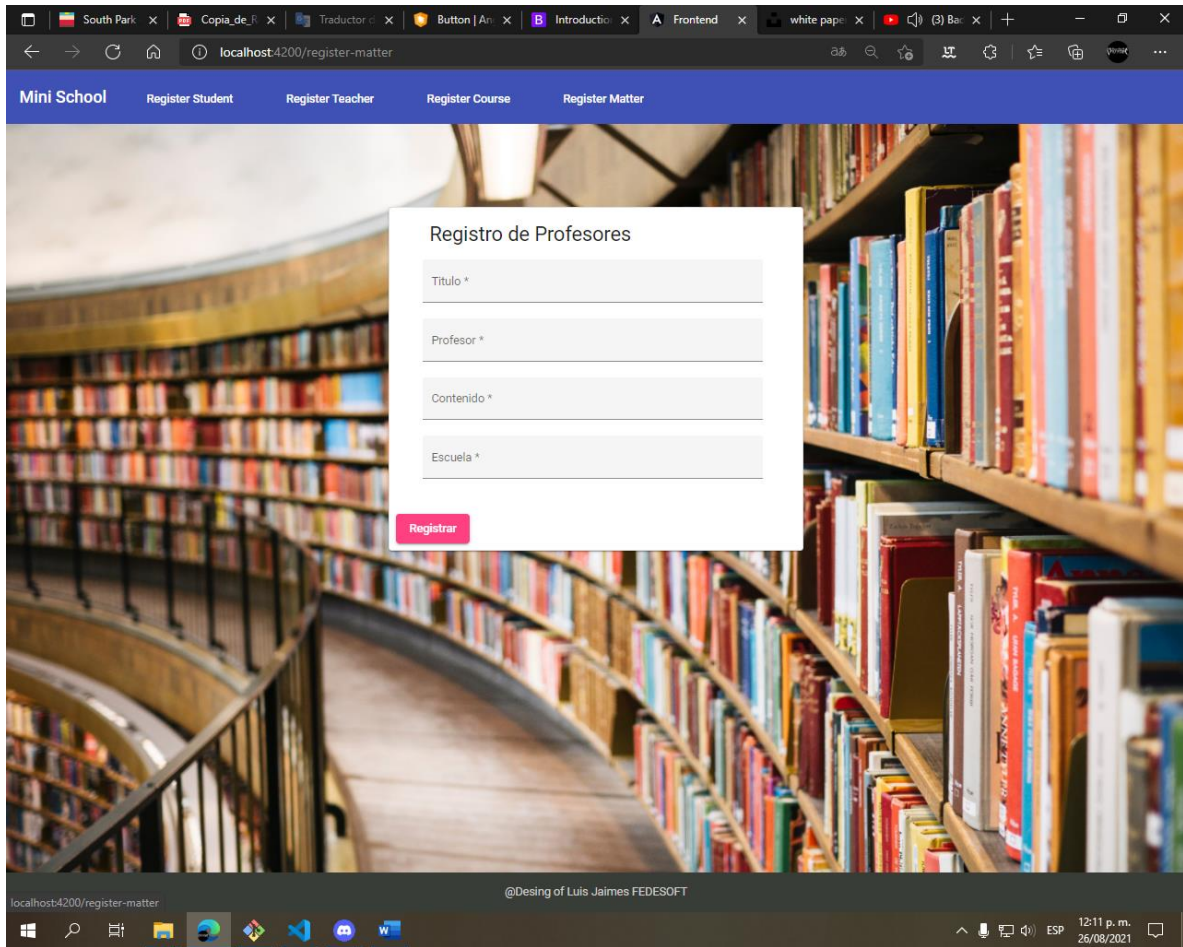 South Park
Copia_de_R
Traductor d
Button | An
Introduction
Frontend
white paper
(3) Bac
localhost:4200/register-matter
Mini School
Register Student
Register Teacher
Register Course
Register Matter
Registro de Profesores
Titulo *
Profesor *
Contenido *
Escuela *
Registrar
@Desing of Luis Jaimes FEDESOFT
localhost:4200/register-matter
ESP
12:11 p. m.
26/08/2021